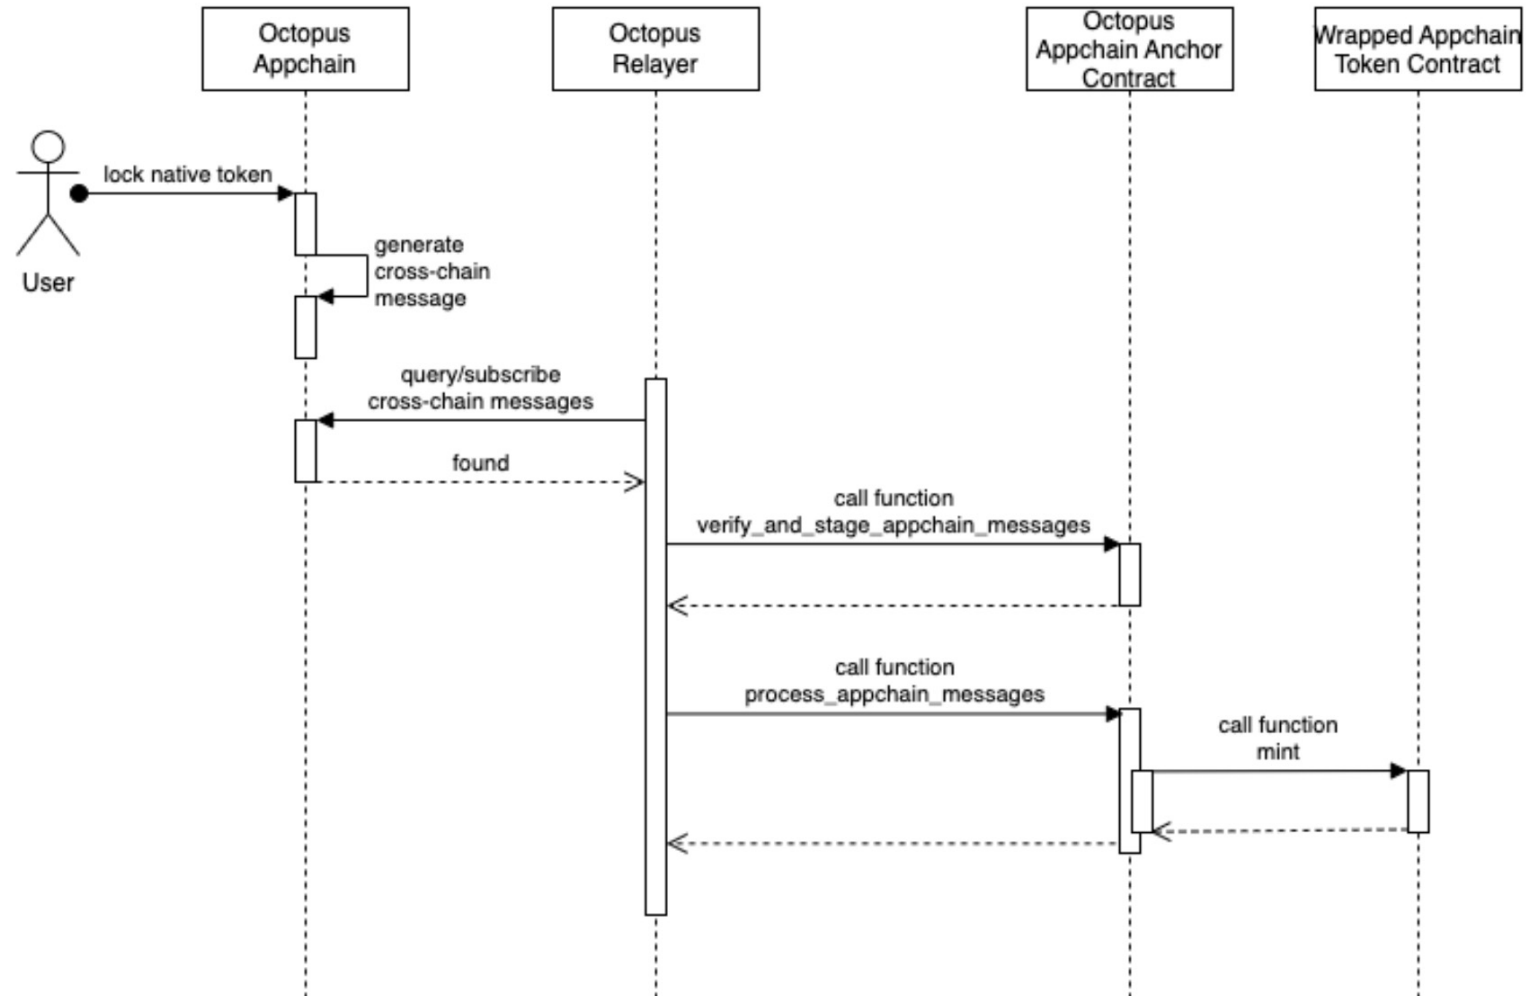 Octopus
Appchain
Octopus
Relayer
Octopus
Appchain Anchor
Contract
Wrapped Appchain
Token Contract
lock native token
User
generate
cross-chain
message
query/subscribe
cross-chain messages
found
call function
verify_and_stage_appchain_messages
call function
process_appchain_messages
call function
mint